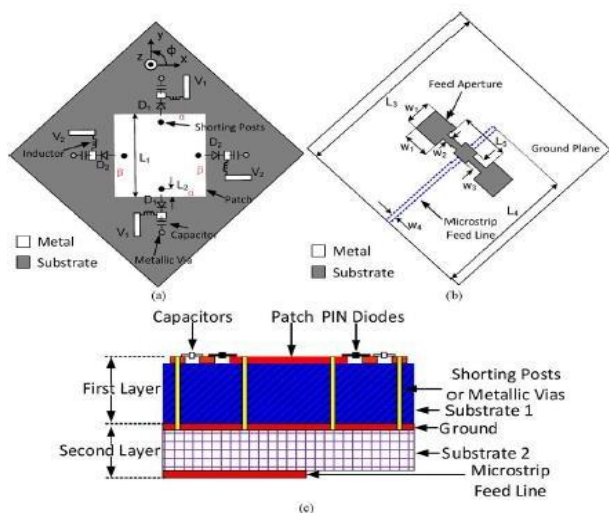 y
z
ϕ
x
V₁
D₁
α
Shorting Posts
V₂
Inductor
D₂
β
L₁
β
D₂
V₂
L₂
α
Patch
D₁
V₁
Capacitor
Metallic Via
Metal
Substrate
(a)
Feed Aperture
L₃
w₁
w₁
w₂
L₅
Ground Plane
w₃
L₄
Microstrip
Feed Line
w₄
Metal
Substrate
(b)
Capacitors Patch PIN Diodes
First Layer
Shorting Posts
or Metallic Vias
Substrate 1
Ground
Second Layer
Substrate 2
Microstrip
Feed Line
(c)